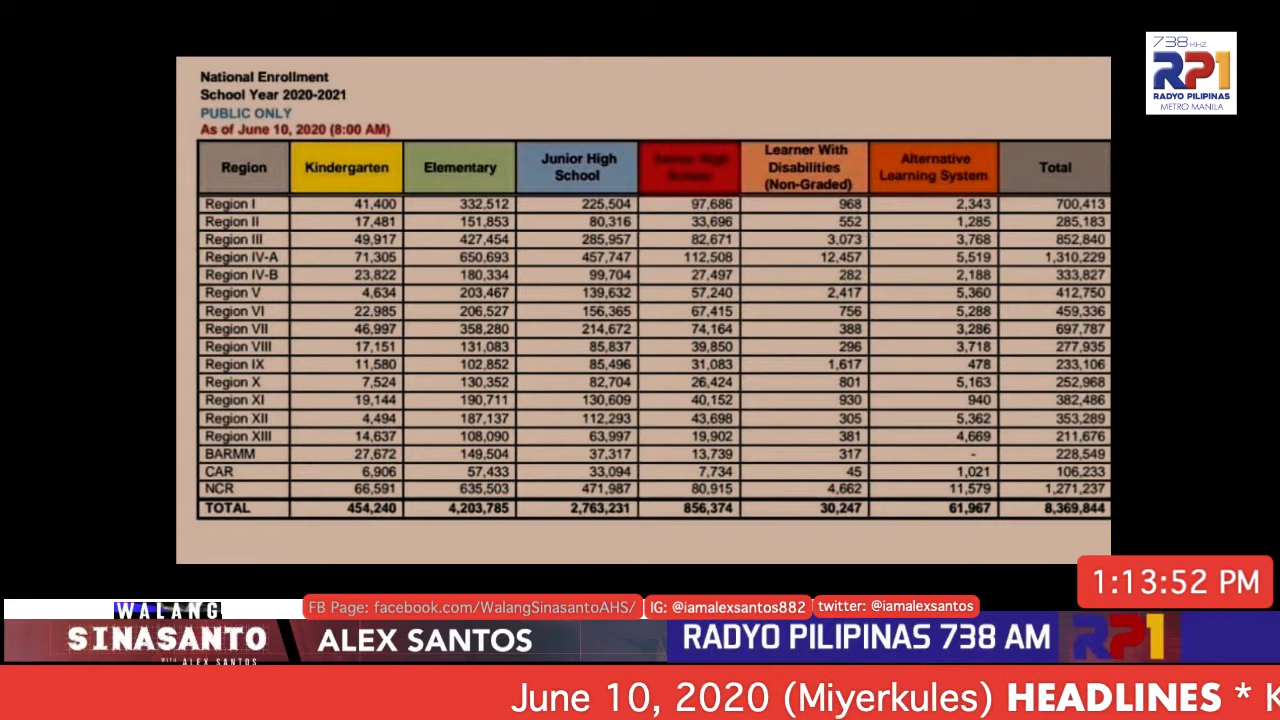 738 KHZ
RP1
RADYO PILIPINAS
METRO MANILA
National Enrollment
School Year 2020-2021
PUBLIC ONLY
As of June 10, 2020 (8:00 AM)
Region Kindergarten Elementary Junior High School Senior High School Learner With Disabilities (Non-Graded) Alternative Learning System Total
Region I 41,400 332,512 225,504 97,686 968 2,343 700,413
Region II 17,481 151,853 80,316 33,696 552 1,285 285,183
Region III 49,917 427,454 285,957 82,671 3,073 3,768 852,840
Region IV-A 71,305 650,693 457,747 112,508 12,457 5,519 1,310,229
Region IV-B 23,822 180,334 99,704 27,497 282 2,188 333,827
Region V 4,634 203,467 139,632 57,240 2,417 5,360 412,750
Region VI 22,985 206,527 156,365 67,415 756 5,288 459,336
Region VII 46,997 358,280 214,672 74,164 388 3,286 697,787
Region VIII 17,151 131,083 85,837 39,850 296 3,718 277,935
Region IX 11,580 102,852 85,496 31,083 1,617 478 233,106
Region X 7,524 130,352 82,704 26,424 801 5,163 252,968
Region XI 19,144 190,711 130,609 40,152 930 940 382,486
Region XII 4,494 187,137 112,293 43,698 305 5,362 353,289
Region XIII 14,637 108,090 63,997 19,902 381 4,669 211,676
BARMM 27,672 149,504 37,317 13,739 317 - 228,549
CAR 6,906 57,433 33,094 7,734 45 1,021 106,233
NCR 66,591 635,503 471,987 80,915 4,662 11,579 1,271,237
TOTAL 454,240 4,203,785 2,763,231 856,374 30,247 61,967 8,369,844
1:13:52 PM
FB Page: facebook.com/WalangSinasantoAHS/ IG: @iamalexsantos882 twitter: @iamalexsantos
WALANG
SINASANTO
WITH ALEX SANTOS
ALEX SANTOS
RADYO PILIPINAS 738 AM
RP1
June 10, 2020 (Miyerkules) HEADLINES * K